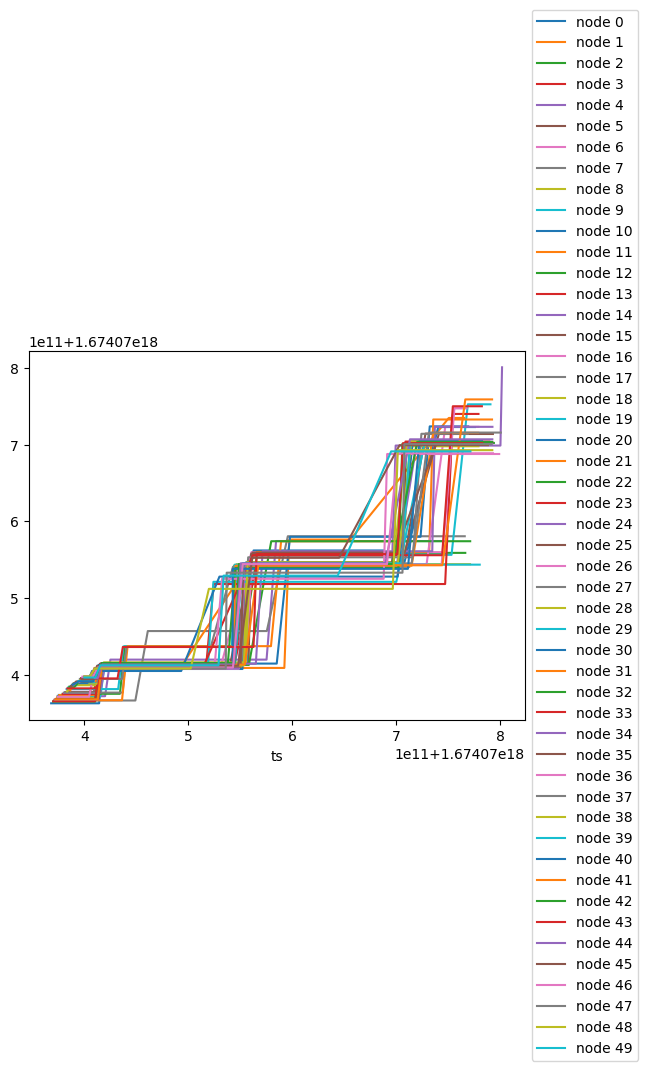 1e11+1.67407e18
8
7
6
5
4
4
5
6
7
8
ts
1e11+1.67407e18
node 0
node 1
node 2
node 3
node 4
node 5
node 6
node 7
node 8
node 9
node 10
node 11
node 12
node 13
node 14
node 15
node 16
node 17
node 18
node 19
node 20
node 21
node 22
node 23
node 24
node 25
node 26
node 27
node 28
node 29
node 30
node 31
node 32
node 33
node 34
node 35
node 36
node 37
node 38
node 39
node 40
node 41
node 42
node 43
node 44
node 45
node 46
node 47
node 48
node 49